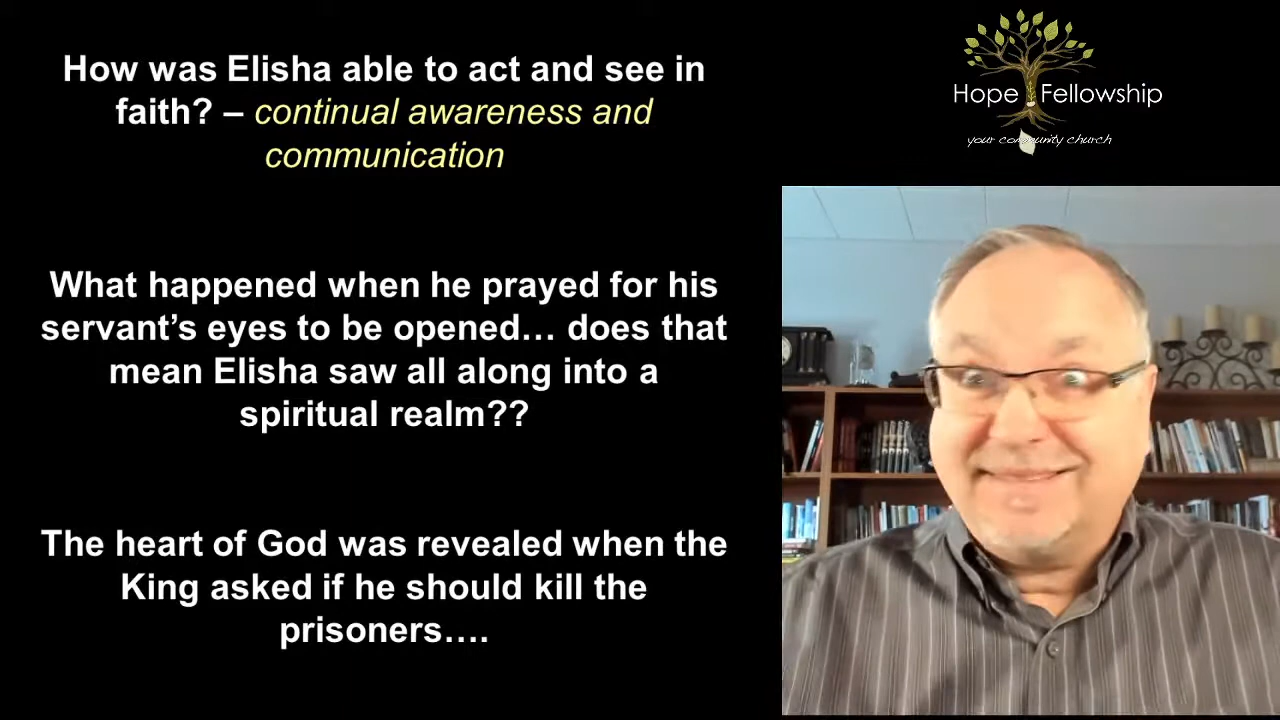 How was Elisha able to act and see in
faith? – continual awareness and
communication
What happened when he prayed for his
servant’s eyes to be opened… does that
mean Elisha saw all along into a
spiritual realm??
The heart of God was revealed when the
King asked if he should kill the
prisoners….
Hope Fellowship
your community church